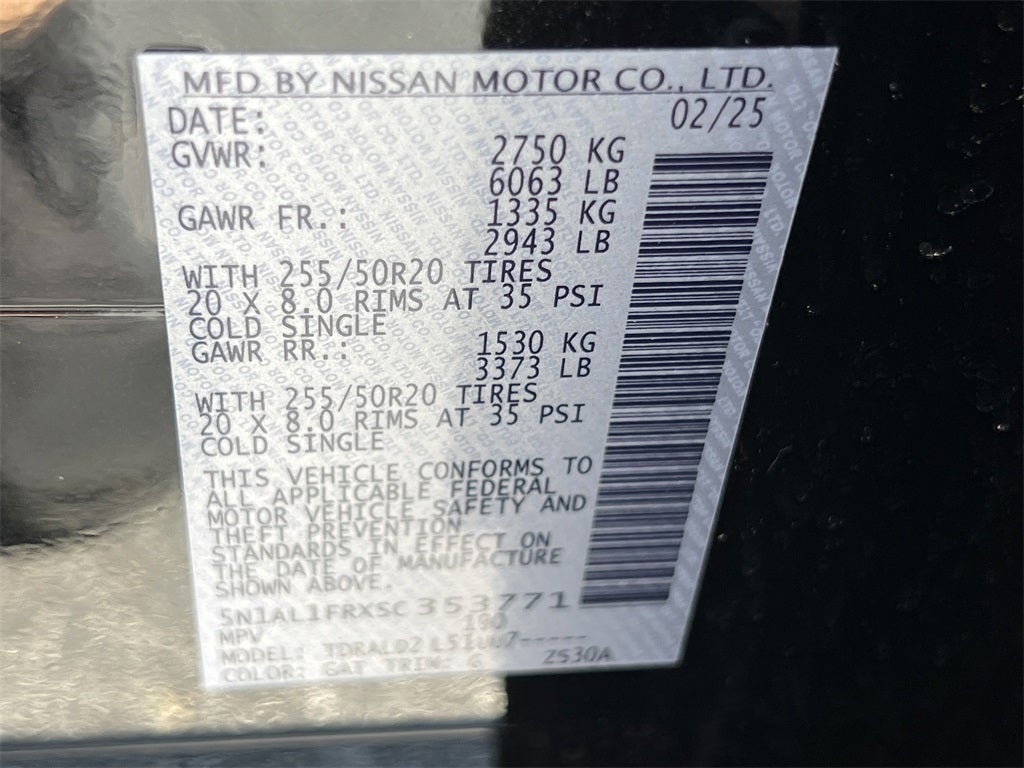 MFD BY NISSAN MOTOR CO., LTD.
DATE: 02/25
GVWR: 2750 KG
6063 LB
GAWR FR.: 1335 KG
2943 LB
WITH 255/50R20 TIRES
20 X 8.0 RIMS AT 35 PSI
COLD SINGLE
GAWR RR.: 1530 KG
3373 LB
WITH 255/50R20 TIRES
20 X 8.0 RIMS AT 35 PSI
COLD SINGLE
THIS VEHICLE CONFORMS TO
ALL APPLICABLE FEDERAL
MOTOR VEHICLE SAFETY AND
THEFT PREVENTION
STANDARDS IN EFFECT ON
THE DATE OF MANUFACTURE
SHOWN ABOVE.
5N1AL1FRXSC353771
190
MPV
MODEL:
COLOR: GAT TRIM: G